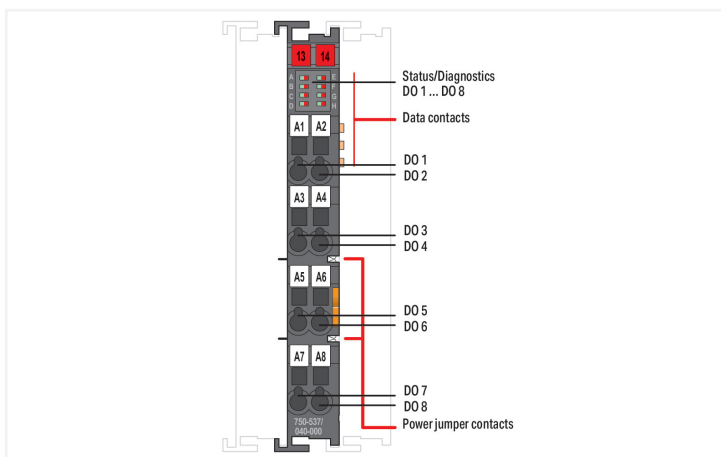 13 14
A E
B F
C G
D H
Status/Diagnostics
DO 1 ... DO 8
Data contacts
A1 A2
DO 1
DO 2
A3 A4
DO 3
DO 4
A5 A6
DO 5
DO 6
A7 A8
DO 7
DO 8
750-537/
040-000
Power jumper contacts